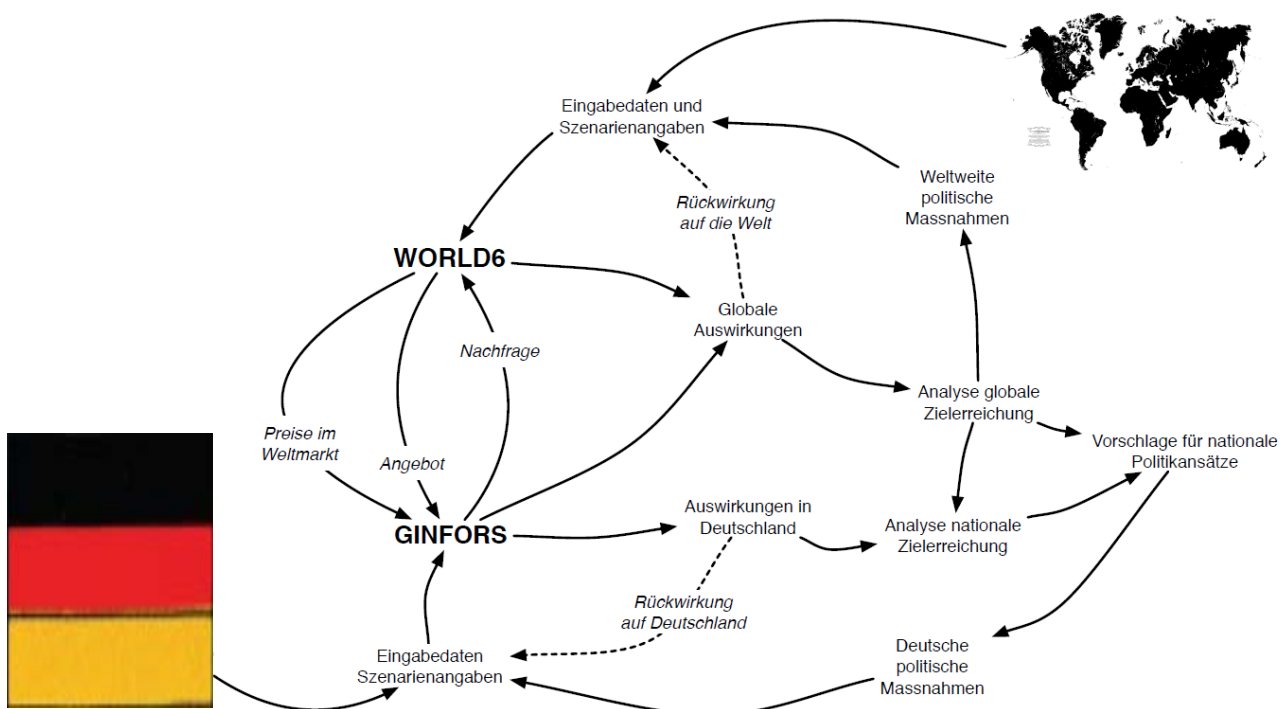 Eingabedaten und
Szenarienangaben
Weltweite
politische
Massnahmen
Rückwirkung
auf die Welt
WORLD6
Globale
Auswirkungen
Nachfrage
Analyse globale
Zielerreichung
Preise im
Weltmarkt
Angebot
Vorschlage für nationale
Politikansätze
Auswirkungen in
Deutschland
GINFORS
Analyse nationale
Zielerreichung
Rückwirkung
auf Deutschland
Eingabedaten
Szenarienangaben
Deutsche
politische
Massnahmen